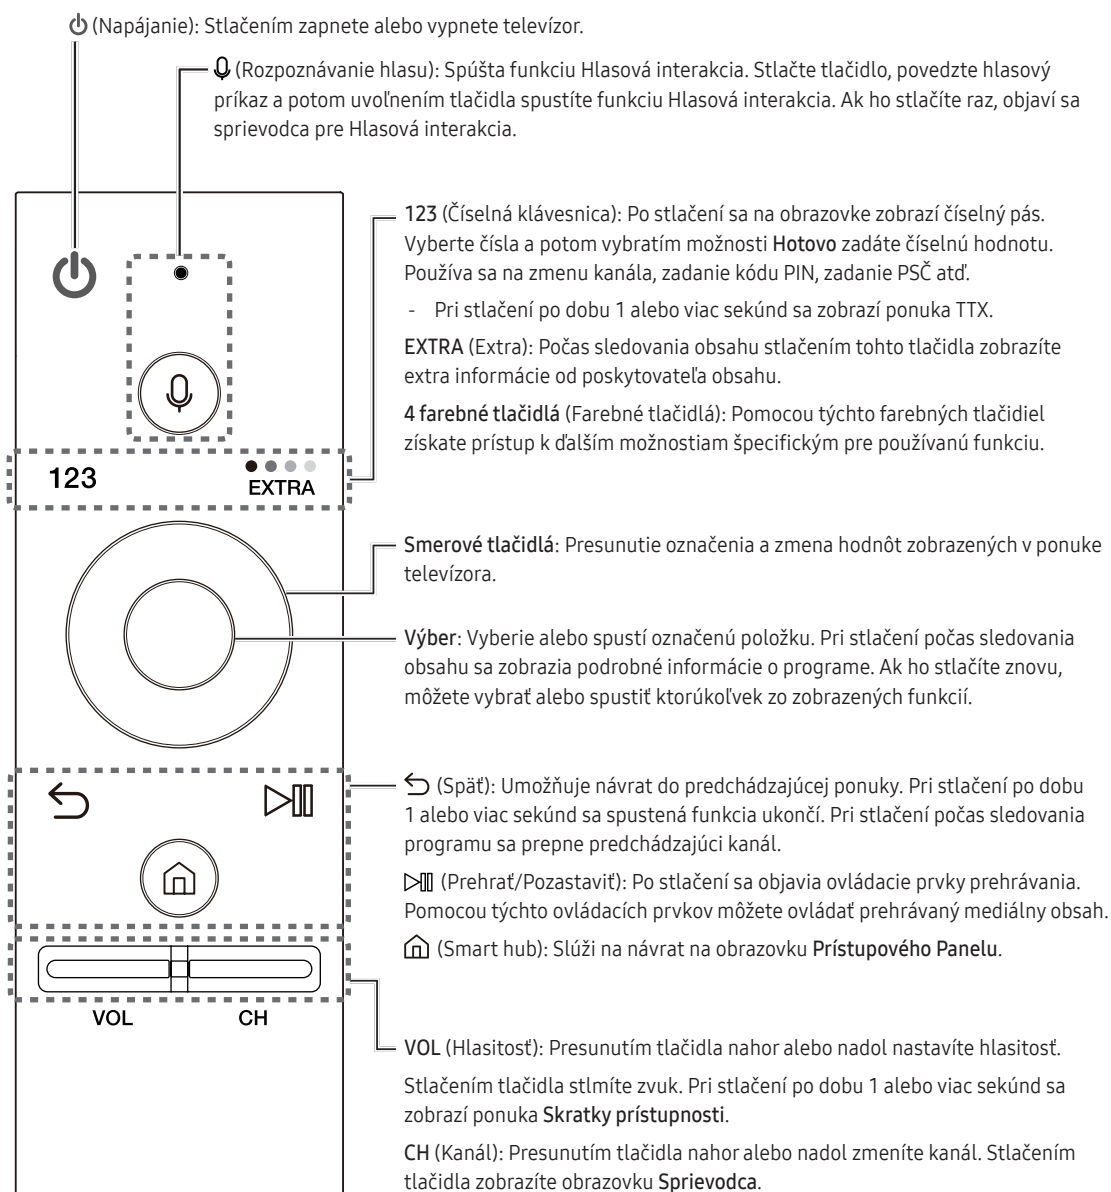 (Napájanie): Stlačením zapnete alebo vypnete televízor.
(Rozpoznávanie hlasu): Spúšta funkciu Hlasová interakcia. Stlačte tlačidlo, povedzte hlasový
príkaz a potom uvoľnením tlačidla spustíte funkciu Hlasová interakcia. Ak ho stlačíte raz, objaví sa
sprievodca pre Hlasová interakcia.
123 (Číselná klávesnica): Po stlačení sa na obrazovke zobrazí číselný pás.
Vyberte čísla a potom vybratím možnosti Hotovo zadáte číselnú hodnotu.
Používa sa na zmenu kanála, zadanie kódu PIN, zadanie PSČ atď.
- Pri stlačení po dobu 1 alebo viac sekúnd sa zobrazí ponuka TTX.
EXTRA (Extra): Počas sledovania obsahu stlačením tohto tlačidla zobrazíte
extra informácie od poskytovateľa obsahu.
4 farebné tlačidlá (Farebné tlačidlá): Pomocou týchto farebných tlačidiel
získate prístup k ďalším možnostiam špecifickým pre používanú funkciu.
123
EXTRA
Smerové tlačidlá: Presunutie označenia a zmena hodnôt zobrazených v ponuke
televízora.
Výber: Vyberie alebo spustí označenú položku. Pri stlačení počas sledovania
obsahu sa zobrazia podrobné informácie o programe. Ak ho stlačíte znovu,
môžete vybrať alebo spustiť ktorúkoľvek zo zobrazených funkcií.
(Späť): Umožňuje návrat do predchádzajúcej ponuky. Pri stlačení po dobu
1 alebo viac sekúnd sa spustená funkcia ukončí. Pri stlačení počas sledovania
programu sa prepne predchádzajúci kanál.
(Prehrať/Pozastaviť): Po stlačení sa objavia ovládacie prvky prehrávania.
Pomocou týchto ovládacích prvkov môžete ovládať prehrávaný mediálny obsah.
(Smart hub): Slúži na návrat na obrazovku Prístupového Panelu.
VOL
CH
VOL (Hlasitosť): Presunutím tlačidla nahor alebo nadol nastavíte hlasitosť.
Stlačením tlačidla stlmíte zvuk. Pri stlačení po dobu 1 alebo viac sekúnd sa
zobrazí ponuka Skratky prístupnosti.
CH (Kanál): Presunutím tlačidla nahor alebo nadol zmeníte kanál. Stlačením
tlačidla zobrazíte obrazovku Sprievodca.